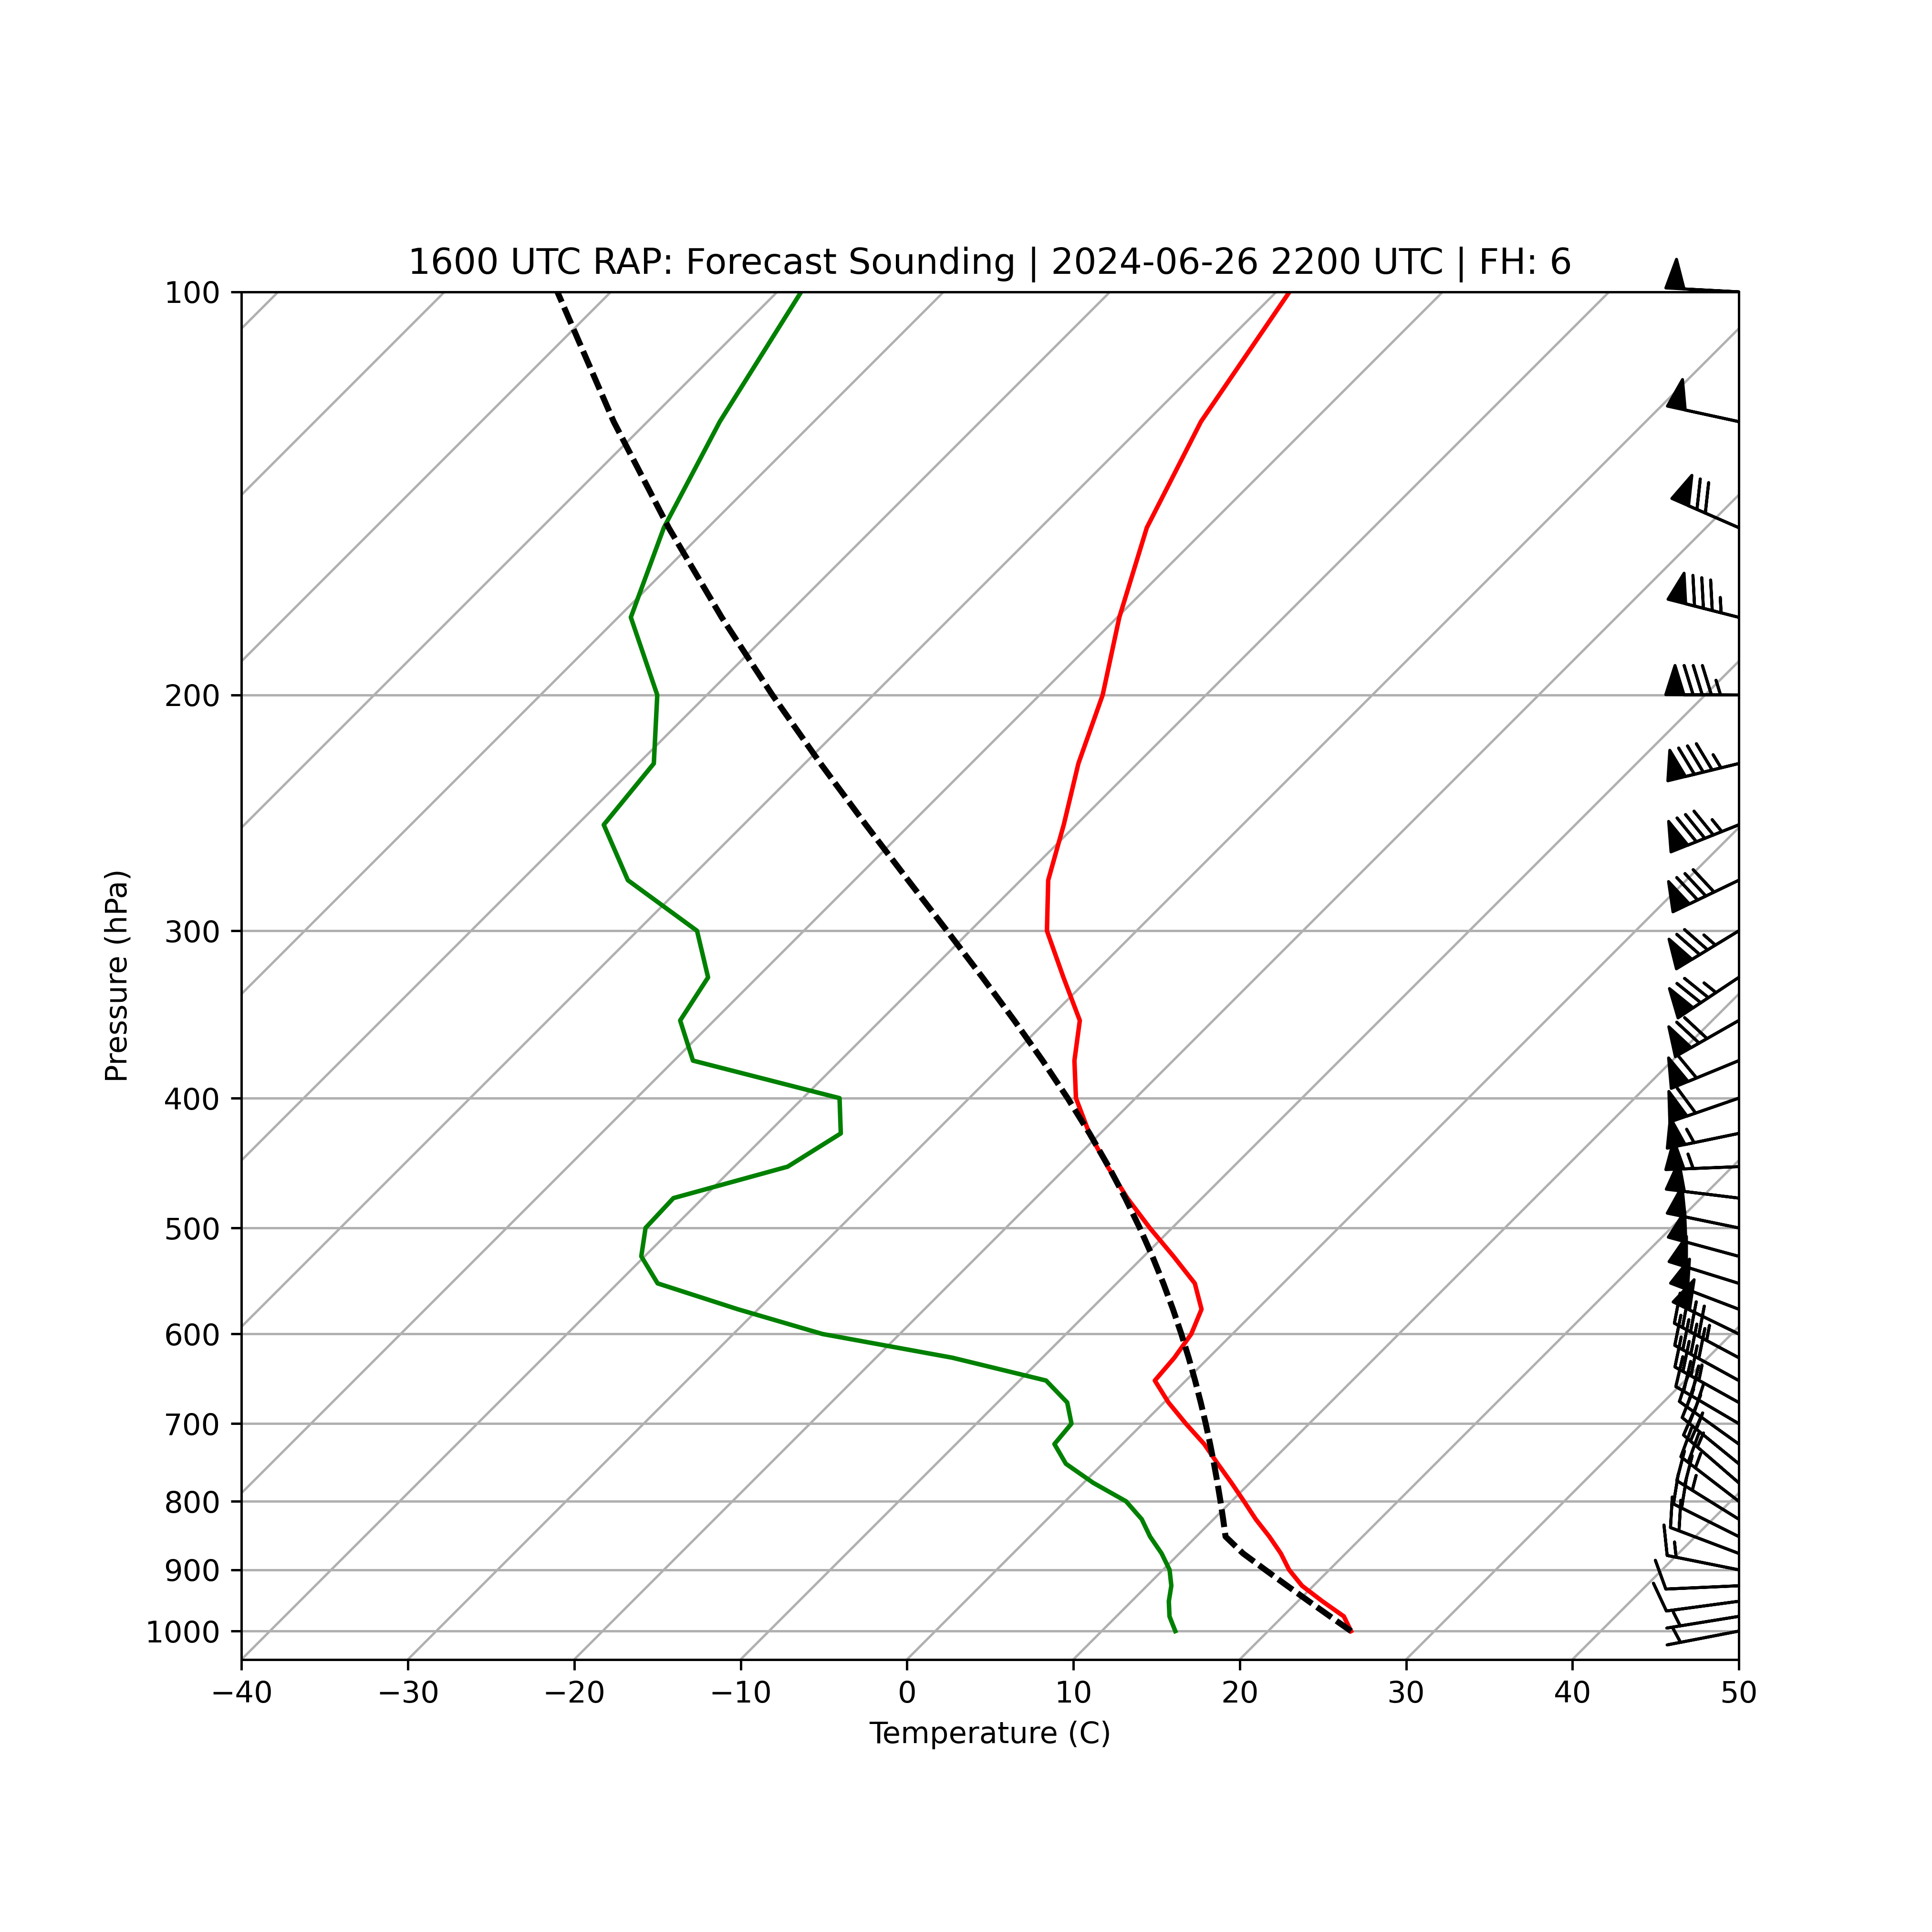 1600 UTC RAP: Forecast Sounding | 2024-06-26 2200 UTC | FH: 6
100
200
300
400
500
600
700
800
900
1000
Pressure (hPa)
−40 −30 −20 −10 0 10 20 30 40 50
Temperature (C)